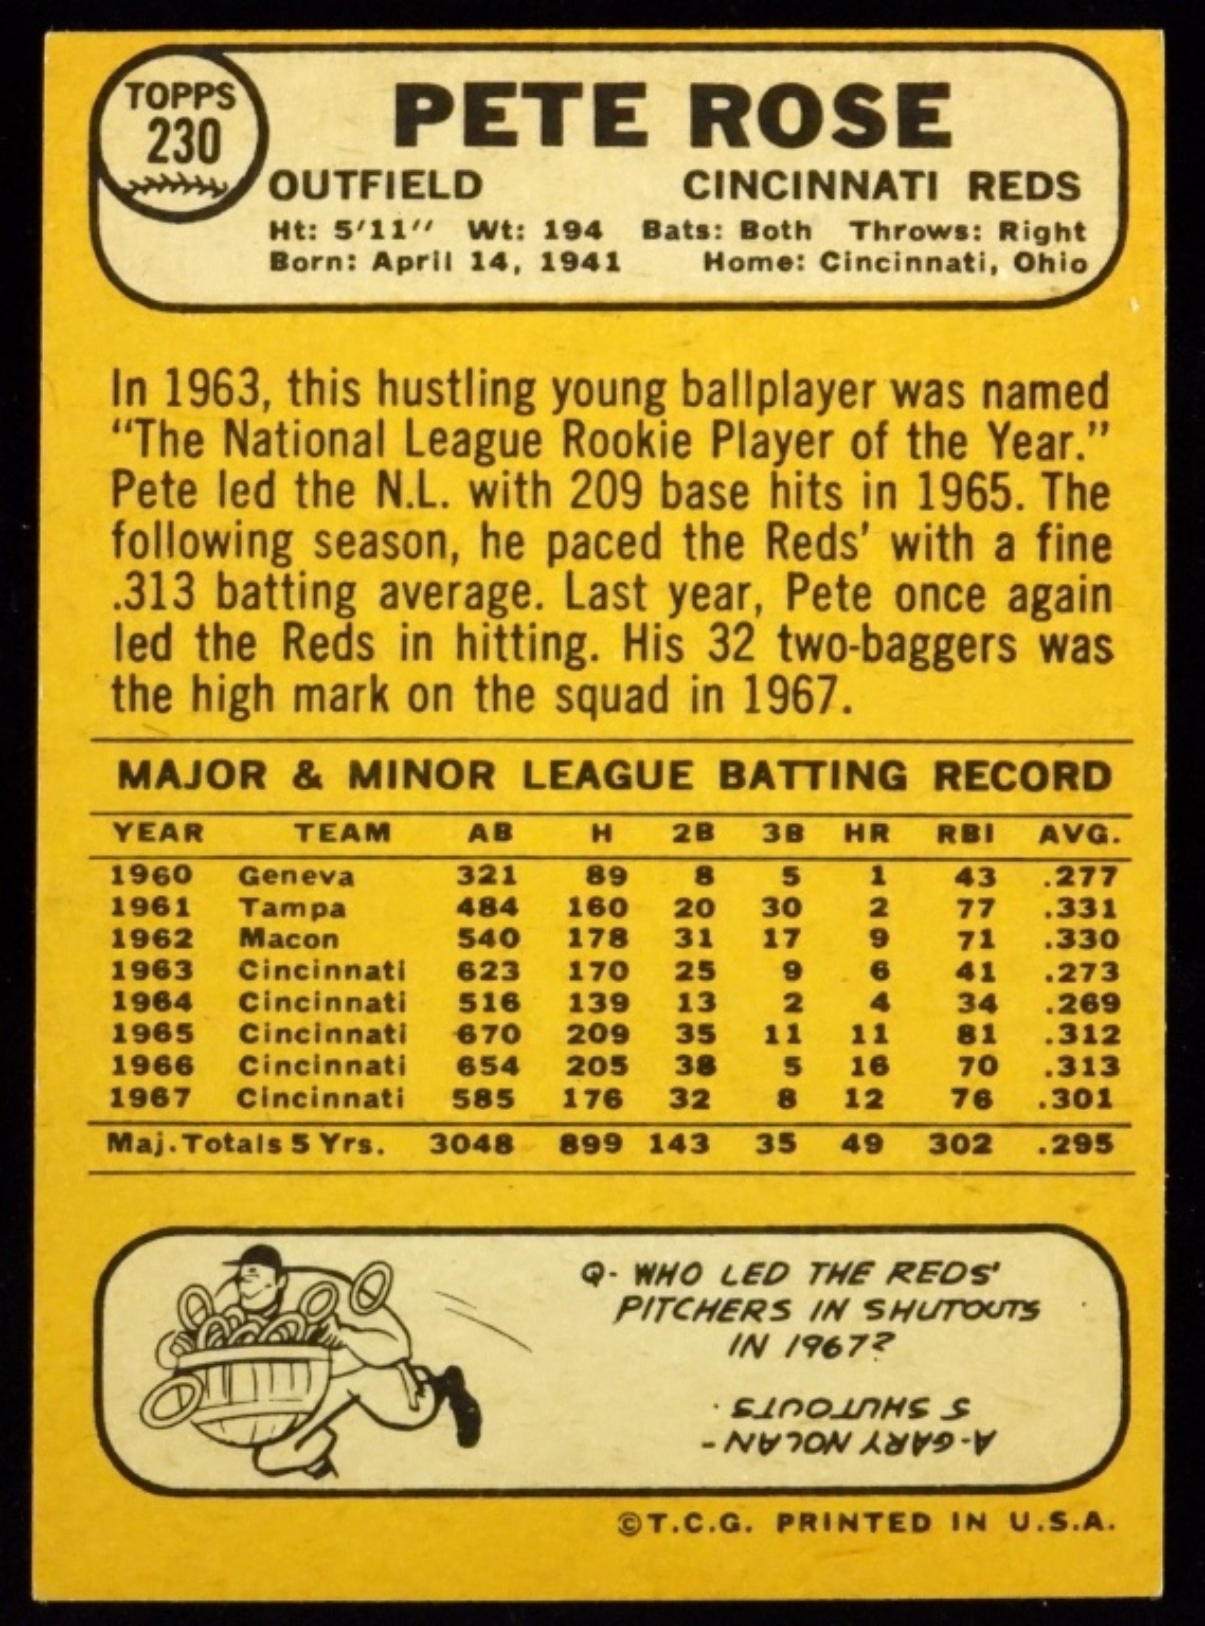 TOPPS
230
PETE ROSE
OUTFIELD CINCINNATI REDS
Ht: 5'11" Wt: 194 Bats: Both Throws: Right
Born: April 14, 1941 Home: Cincinnati, Ohio
In 1963, this hustling young ballplayer was named
"The National League Rookie Player of the Year."
Pete led the N.L. with 209 base hits in 1965. The
following season, he paced the Reds' with a fine
.313 batting average. Last year, Pete once again
led the Reds in hitting. His 32 two-baggers was
the high mark on the squad in 1967.
MAJOR & MINOR LEAGUE BATTING RECORD
YEAR TEAM AB H 2B 3B HR RBI AVG.
1960 Geneva 321 89 8 5 1 43 .277
1961 Tampa 484 160 20 30 2 77 .331
1962 Macon 540 178 31 17 9 71 .330
1963 Cincinnati 623 170 25 9 6 41 .273
1964 Cincinnati 516 139 13 2 4 34 .269
1965 Cincinnati 670 209 35 11 11 81 .312
1966 Cincinnati 654 205 38 5 16 70 .313
1967 Cincinnati 585 176 32 8 12 76 .301
Maj. Totals 5 Yrs. 3048 899 143 35 49 302 .295
Q- WHO LED THE REDS'
PITCHERS IN SHUTOUTS
IN 1967?
A-GARY NOLAN-
5 SHUTOUTS.
©T.C.G. PRINTED IN U.S.A.